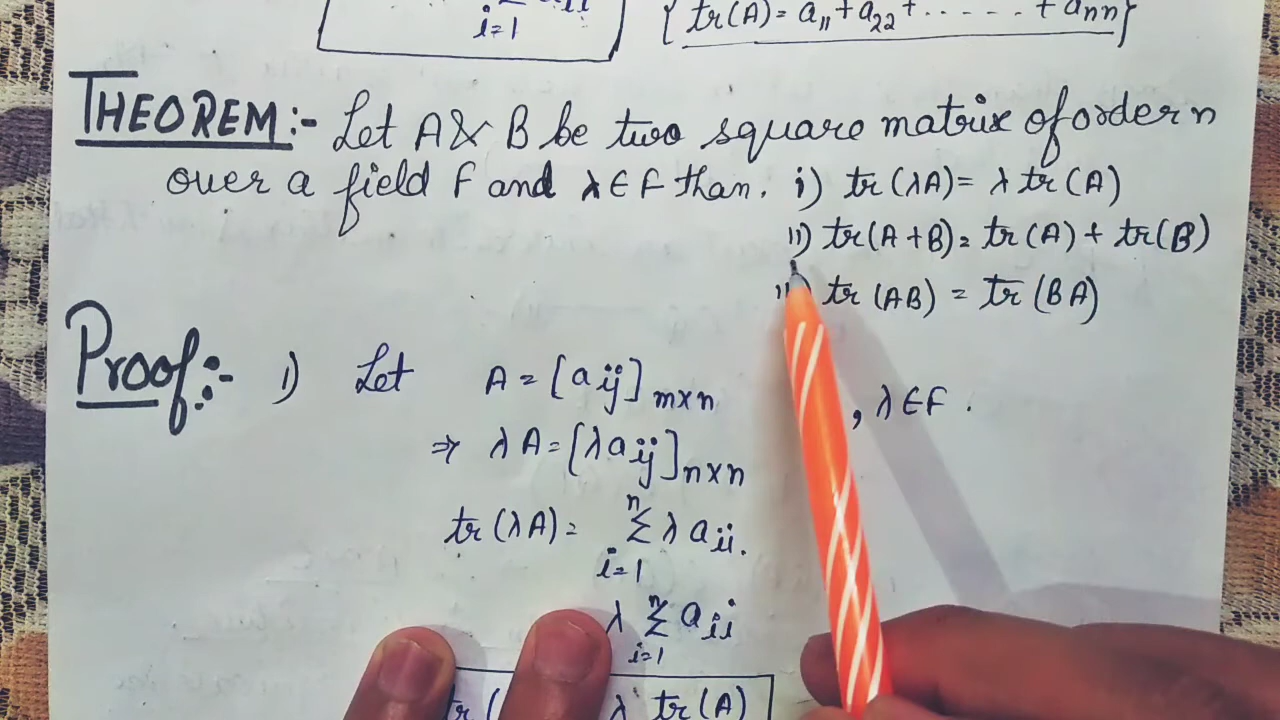 i=1
{tr(A) = a₁₁+a₂₂+ . . . . . . + aₙₙ}
THEOREM:- Let A & B be two square matrix of order n
over a field F and λ∈F than. i) tr(λA) = λ tr(A)
ii) tr(A+B) = tr(A) + tr(B)
tr(AB) = tr(BA)
Proof:- i) Let A = [aij]m×n , λ∈F.
⇒ λA = [λaij]n×n
tr(λA) = n∑i=1 λ aii.
λ n∑i=1 aii
tr( λ tr(A)